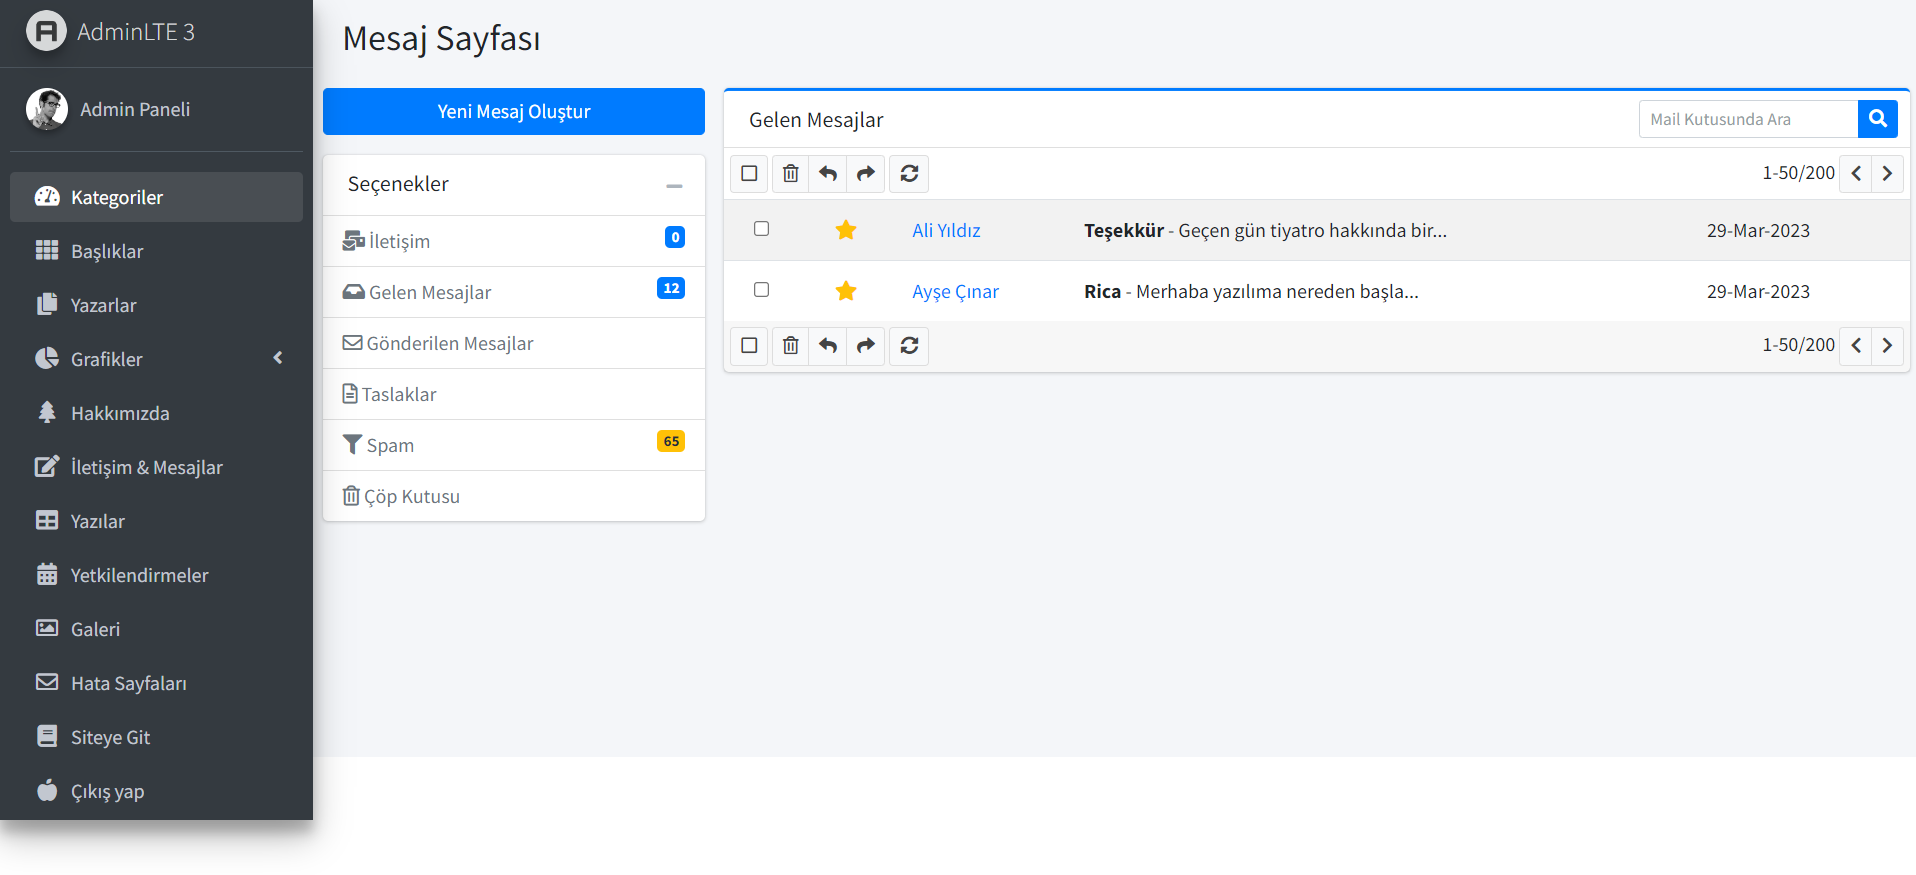 AdminLTE 3
Admin Paneli
Kategoriler
Başlıklar
Yazarlar
Grafikler
Hakkımızda
İletişim & Mesajlar
Yazılar
Yetkilendirmeler
Galeri
Hata Sayfaları
Siteye Git
Çıkış yap
Mesaj Sayfası
Yeni Mesaj Oluştur
Seçenekler
İletişim 0
Gelen Mesajlar 12
Gönderilen Mesajlar
Taslaklar
Spam 65
Çöp Kutusu
Gelen Mesajlar Mail Kutusunda Ara
1-50/200
Ali Yıldız Teşekkür - Geçen gün tiyatro hakkında bir... 29-Mar-2023
Ayşe Çınar Rica - Merhaba yazılıma nereden başla... 29-Mar-2023
1-50/200